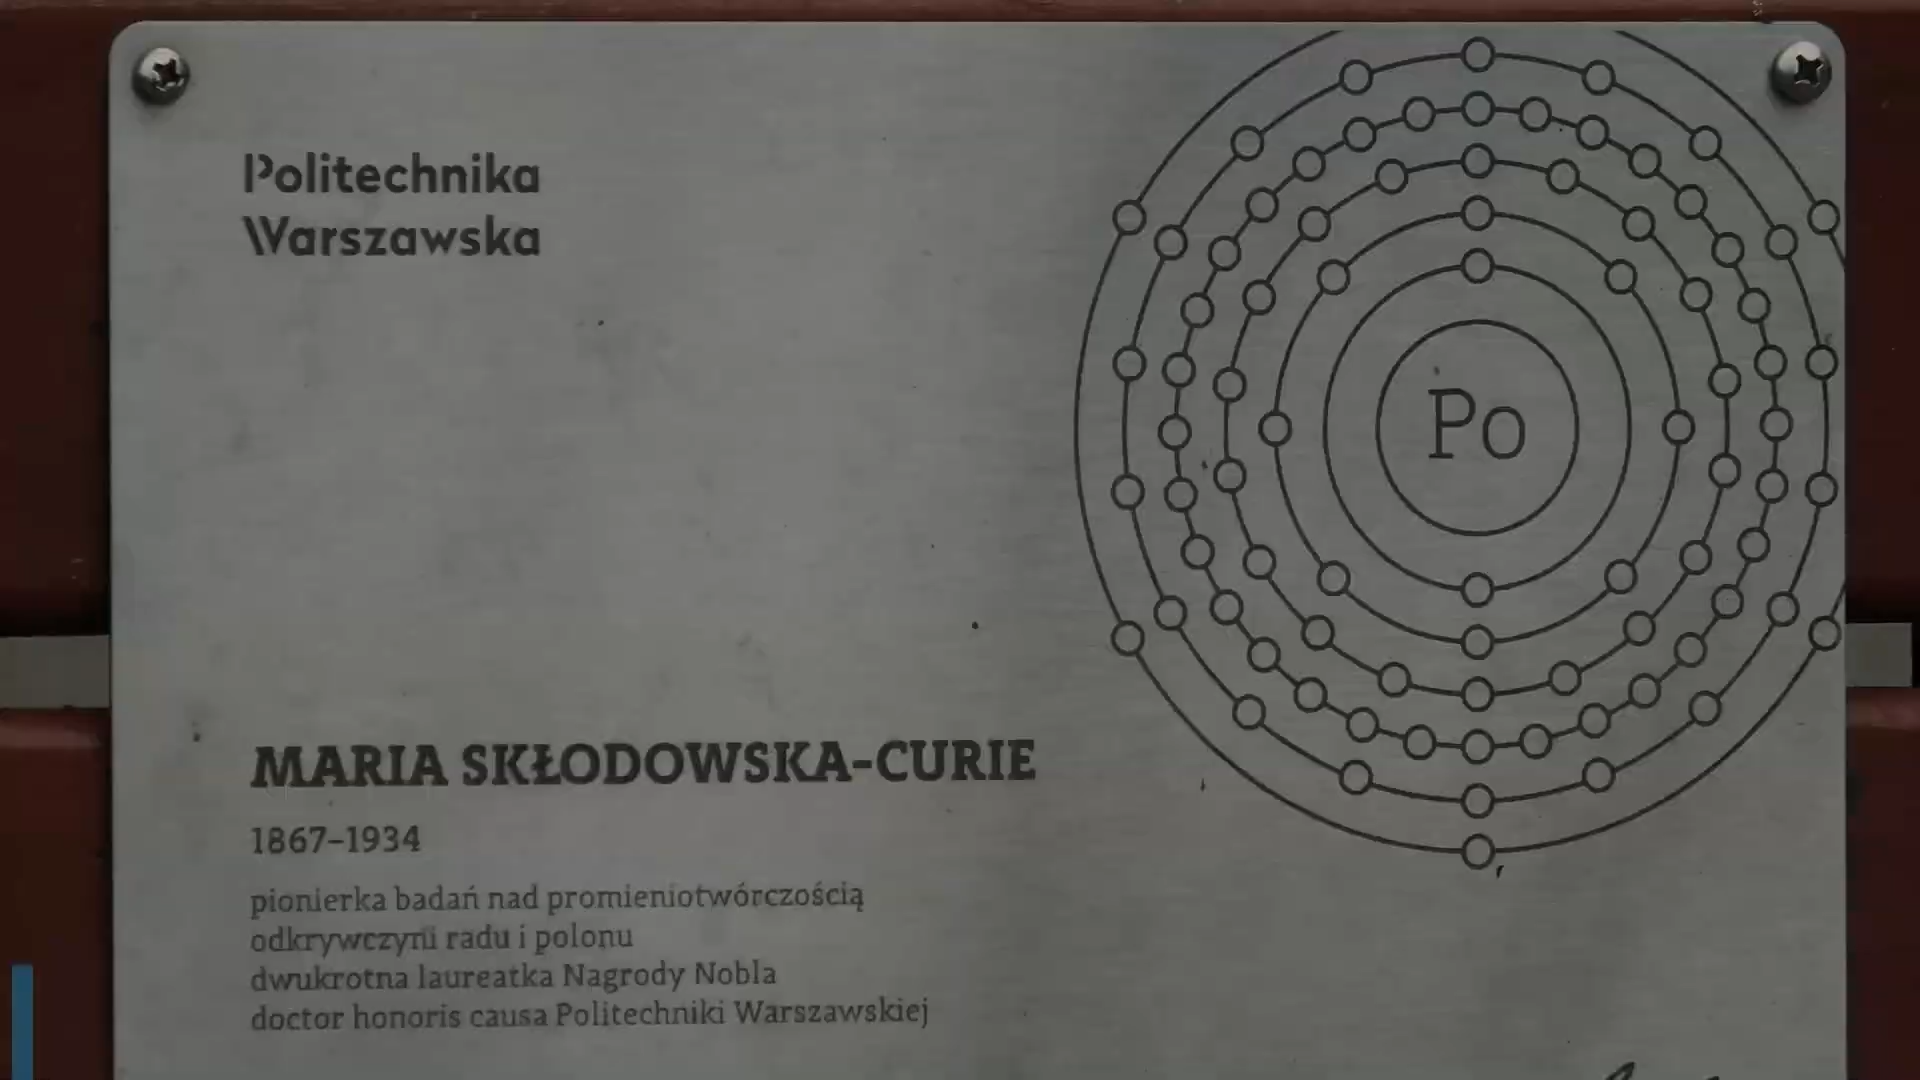 Politechnika
Warszawska
Po
MARIA SKŁODOWSKA-CURIE
1867–1934
pionierka badań nad promieniotwórczością
odkrywczyni radu i polonu
dwukrotna laureatka Nagrody Nobla
doctor honoris causa Politechniki Warszawskiej